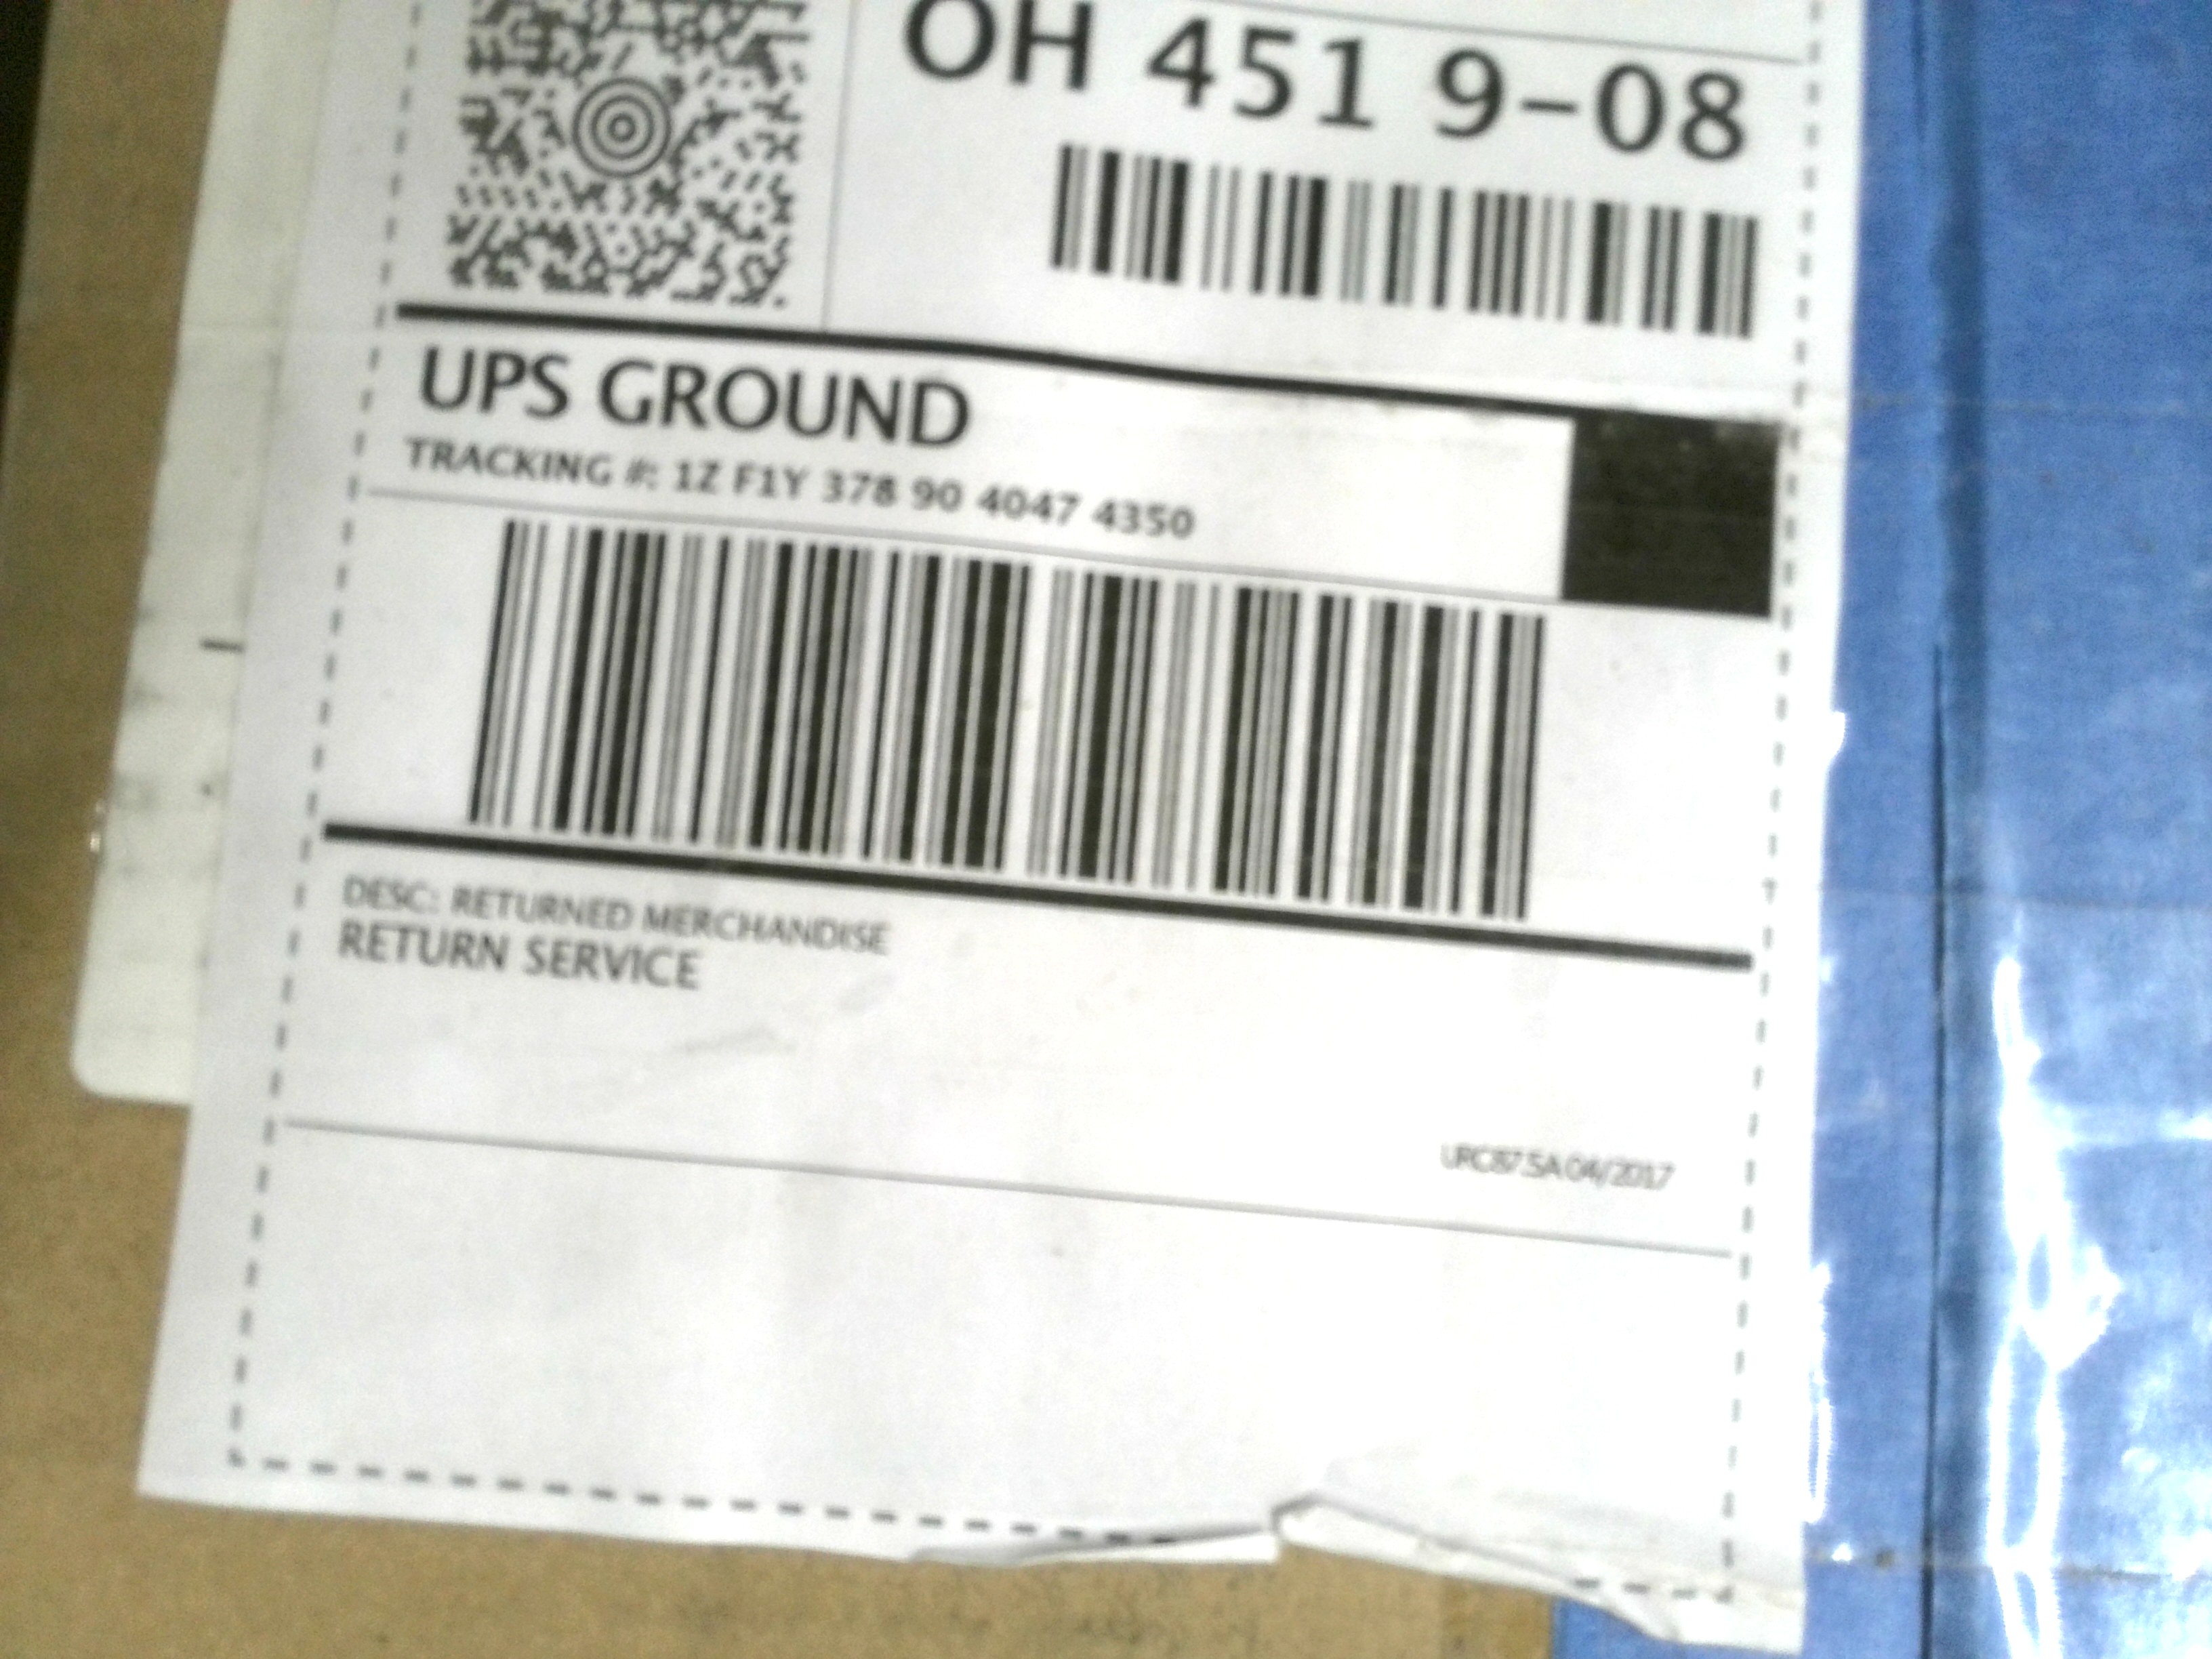 OH 451 9-08
UPS GROUND
TRACKING #: 1Z F1Y 378 90 4047 4350
DESC: RETURNED MERCHANDISE
RETURN SERVICE
URC87.5A 04/2017